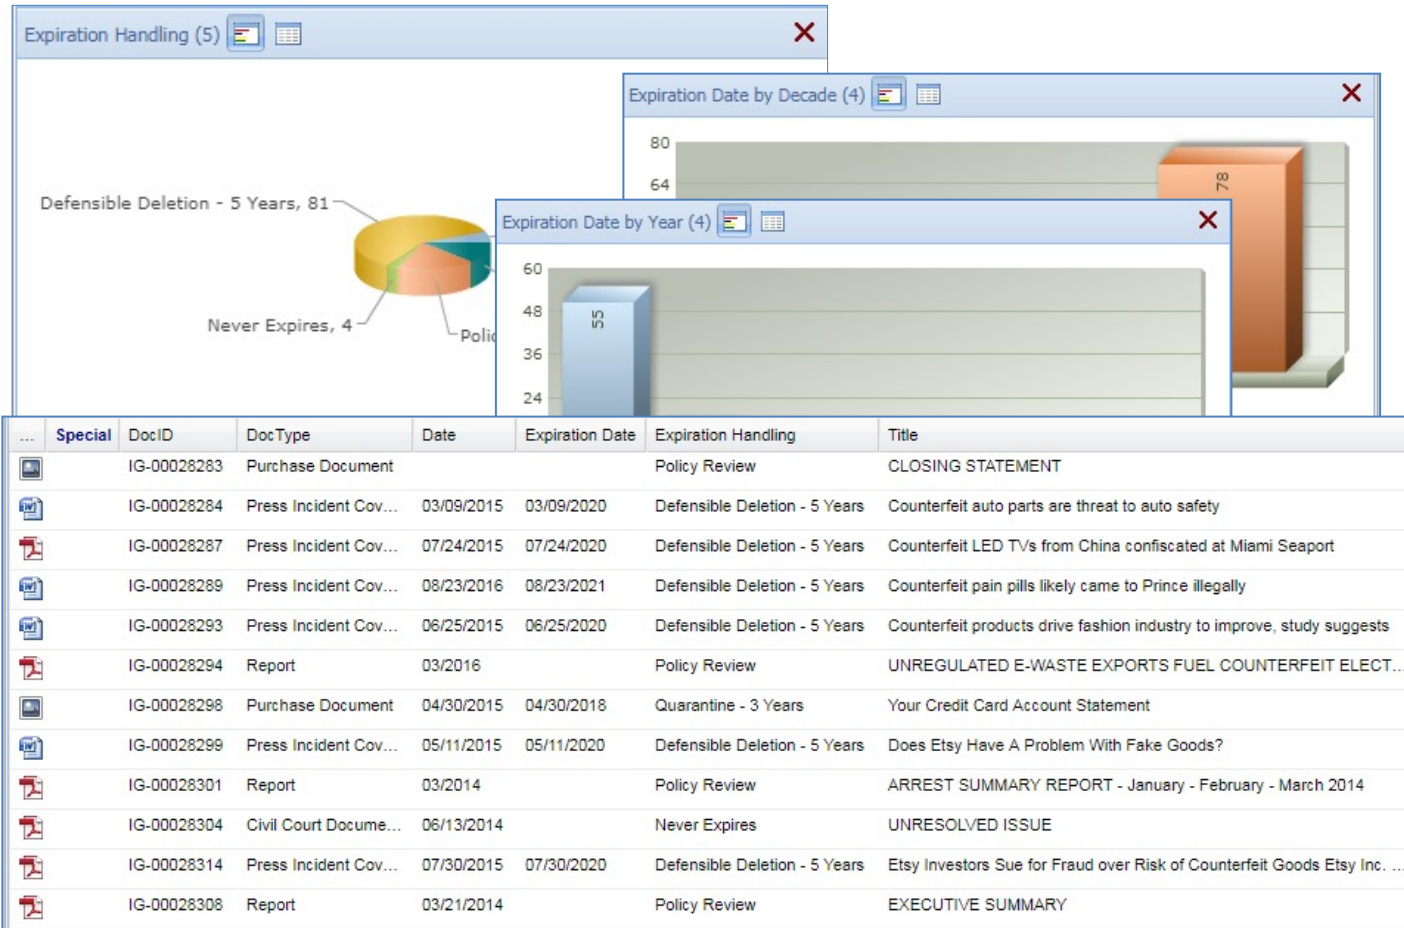 Expiration Handling (5)
Defensible Deletion - 5 Years, 81
Never Expires, 4
Expiration Date by Decade (4)
80
64
78
Expiration Date by Year (4)
60
48
36
24
55
... Special DocID DocType Date Expiration Date Expiration Handling Title
IG-00028283 Purchase Document Policy Review CLOSING STATEMENT
IG-00028284 Press Incident Cov... 03/09/2015 03/09/2020 Defensible Deletion - 5 Years Counterfeit auto parts are threat to auto safety
IG-00028287 Press Incident Cov... 07/24/2015 07/24/2020 Defensible Deletion - 5 Years Counterfeit LED TVs from China confiscated at Miami Seaport
IG-00028289 Press Incident Cov... 08/23/2016 08/23/2021 Defensible Deletion - 5 Years Counterfeit pain pills likely came to Prince illegally
IG-00028293 Press Incident Cov... 06/25/2015 06/25/2020 Defensible Deletion - 5 Years Counterfeit products drive fashion industry to improve, study suggests
IG-00028294 Report 03/2016 Policy Review UNREGULATED E-WASTE EXPORTS FUEL COUNTERFEIT ELECT...
IG-00028298 Purchase Document 04/30/2015 04/30/2018 Quarantine - 3 Years Your Credit Card Account Statement
IG-00028299 Press Incident Cov... 05/11/2015 05/11/2020 Defensible Deletion - 5 Years Does Etsy Have A Problem With Fake Goods?
IG-00028301 Report 03/2014 Policy Review ARREST SUMMARY REPORT - January - February - March 2014
IG-00028304 Civil Court Docume... 06/13/2014 Never Expires UNRESOLVED ISSUE
IG-00028314 Press Incident Cov... 07/30/2015 07/30/2020 Defensible Deletion - 5 Years Etsy Investors Sue for Fraud over Risk of Counterfeit Goods Etsy Inc. ...
IG-00028308 Report 03/21/2014 Policy Review EXECUTIVE SUMMARY